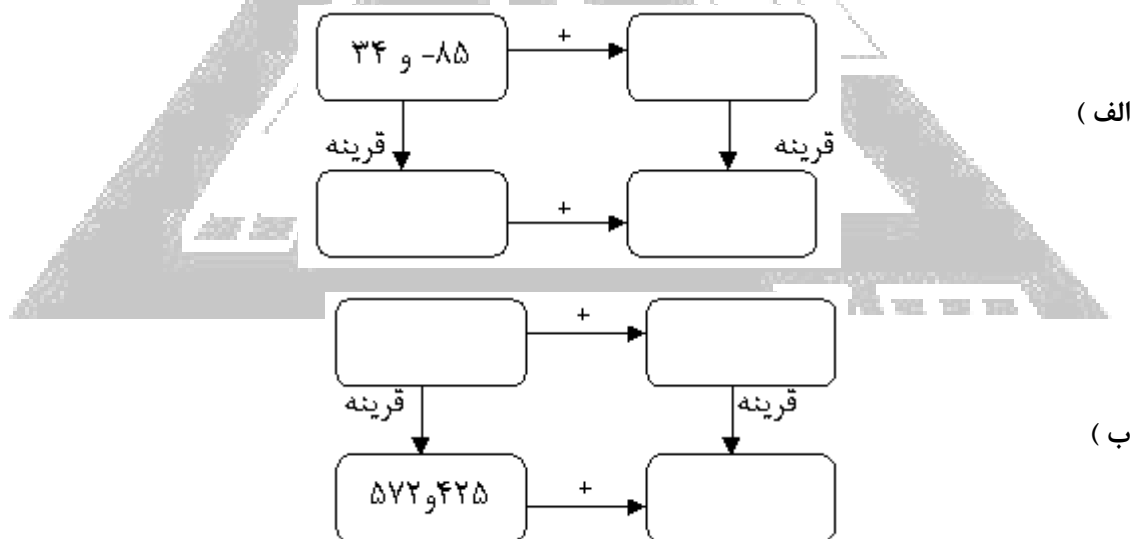 +
۳۴ و ۸۵-
الف )
قرینه قرینه
+
+
قرینه قرینه
ب )
۵۷۲و۴۲۵
+